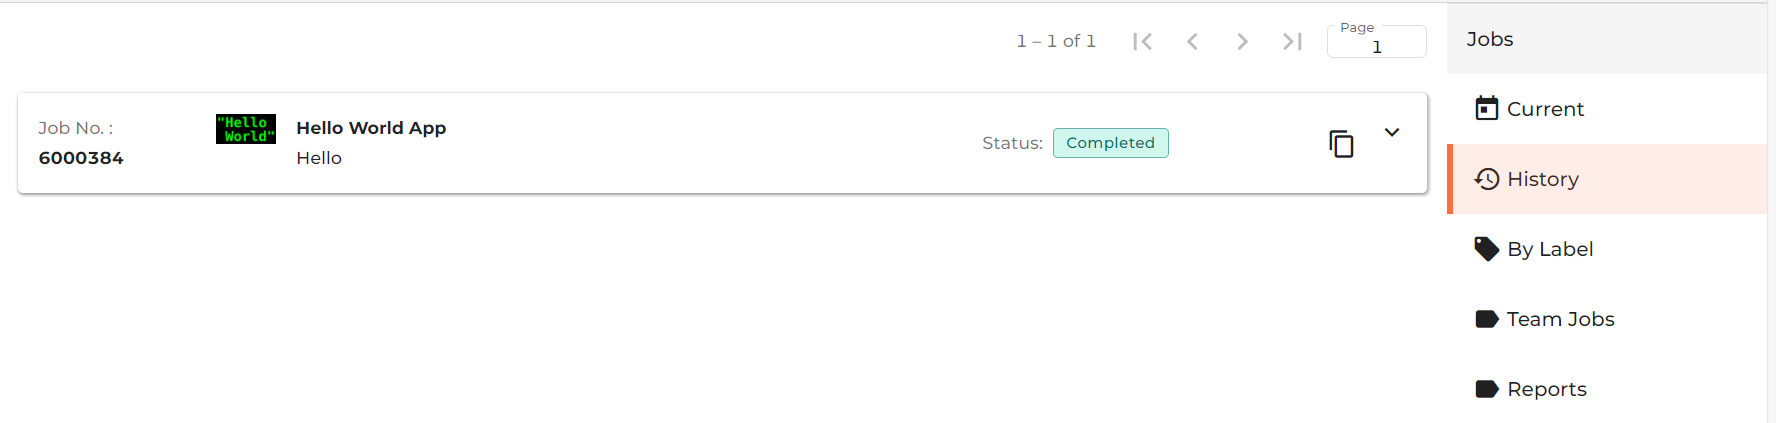 1 – 1 of 1
Page
1
Jobs
Job No. :
6000384
"Hello
World"
Hello World App
Hello
Status:
Completed
Current
History
By Label
Team Jobs
Reports